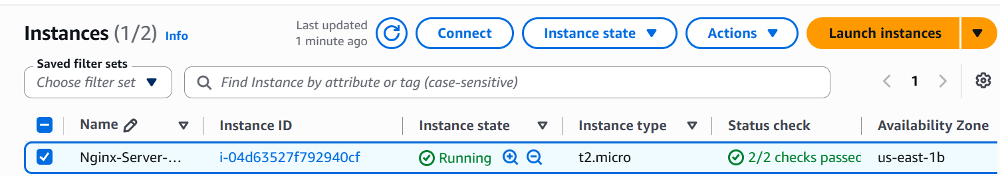 Instances (1/2) Info
Last updated
1 minute ago
Connect
Instance state
Actions
Launch instances
Saved filter sets
Choose filter set
Find Instance by attribute or tag (case-sensitive)
1
Name Instance ID Instance state Instance type Status check Availability Zone
Nginx-Server-... i-04d63527f792940cf Running t2.micro 2/2 checks passed us-east-1b